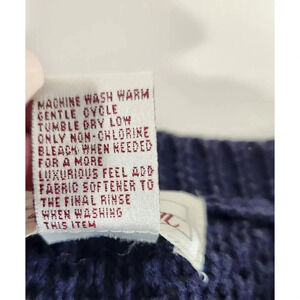 MACHINE WASH WARM
GENTLE CYCLE
TUMBLE DRY LOW
ONLY NON-CHLORINE
BLEACH WHEN NEEDED
FOR A MORE
LUXURIOUS FEEL ADD
FABRIC SOFTENER TO
THE FINAL RINSE
WHEN WASHING
THIS ITEM